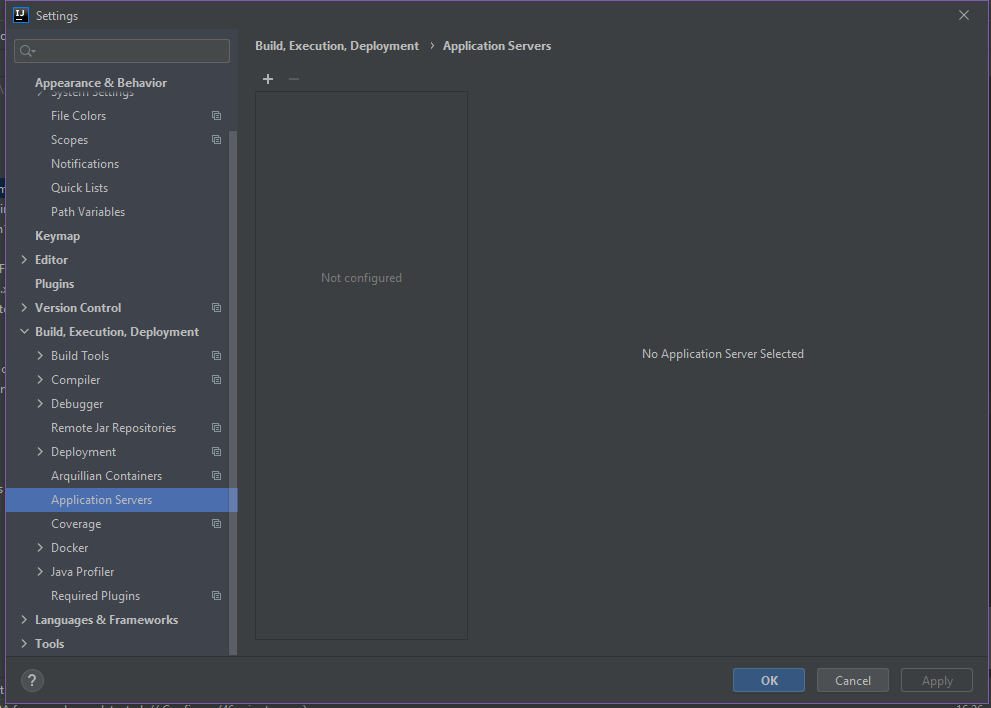 Settings
Build, Execution, Deployment › Application Servers
Appearance & Behavior
System Settings
File Colors
Scopes
Notifications
Quick Lists
Path Variables
Keymap
Editor
Plugins
Version Control
Build, Execution, Deployment
Build Tools
Compiler
Debugger
Remote Jar Repositories
Deployment
Arquillian Containers
Application Servers
Coverage
Docker
Java Profiler
Required Plugins
Languages & Frameworks
Tools
Not configured
No Application Server Selected
?
OK
Cancel
Apply